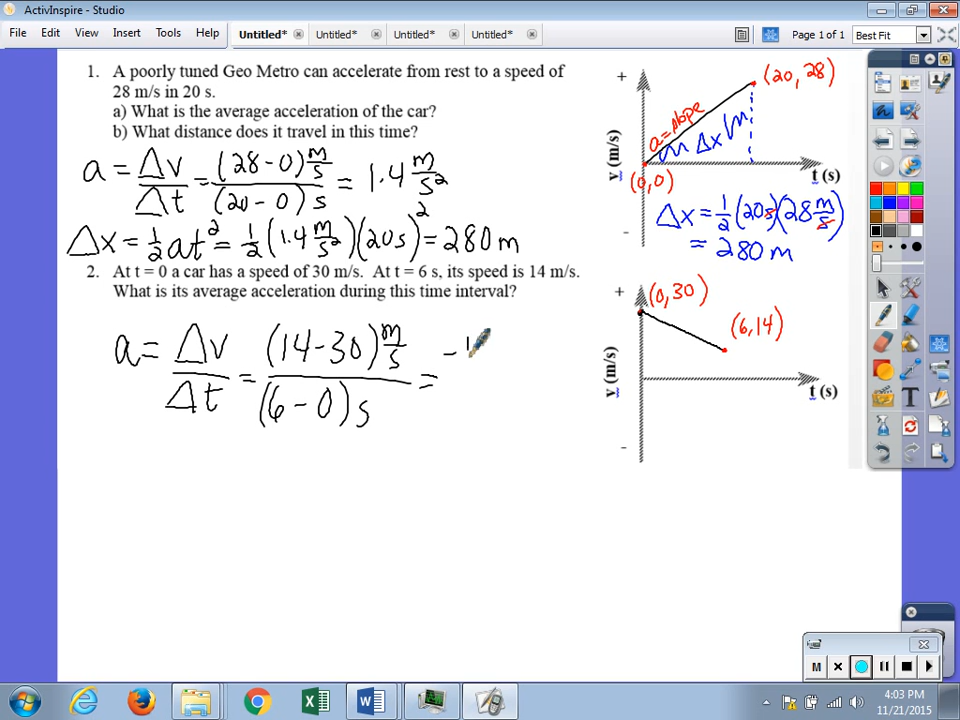 ActivInspire - Studio
File Edit View Insert Tools Help
Untitled* Untitled* Untitled* Untitled*
Page 1 of 1 Best Fit
1. A poorly tuned Geo Metro can accelerate from rest to a speed of
28 m/s in 20 s.
a) What is the average acceleration of the car?
b) What distance does it travel in this time?
a = Δv/Δt = (28-0) m/s / (20-0) s = 1.4 m/s²
Δx = ½at² = ½(1.4 m/s²)(20s)² = 280 m
2. At t = 0 a car has a speed of 30 m/s. At t = 6 s, its speed is 14 m/s.
What is its average acceleration during this time interval?
a = Δv/Δt = (14-30) m/s / (6-0) s = -1
+
(20, 28)
a = slope
Δx
v (m/s)
t (s)
(0,0)
-
Δx = ½(20s)(28 m/s)
= 280 m
+
(0,30)
(6,14)
v (m/s)
t (s)
-
M
4:03 PM
11/21/2015